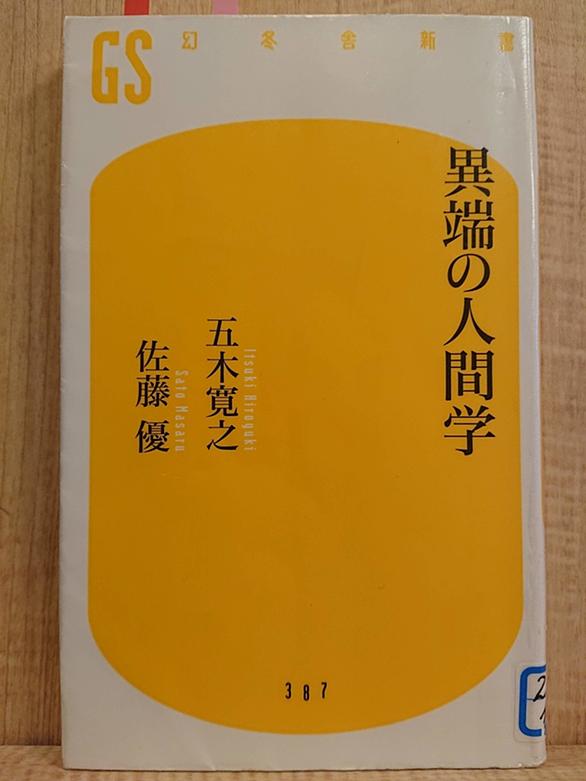 GS 幻冬舎新書
異端の人間学
五木寛之
Itsuki Hiroyuki
佐藤 優
Sato Masaru
387